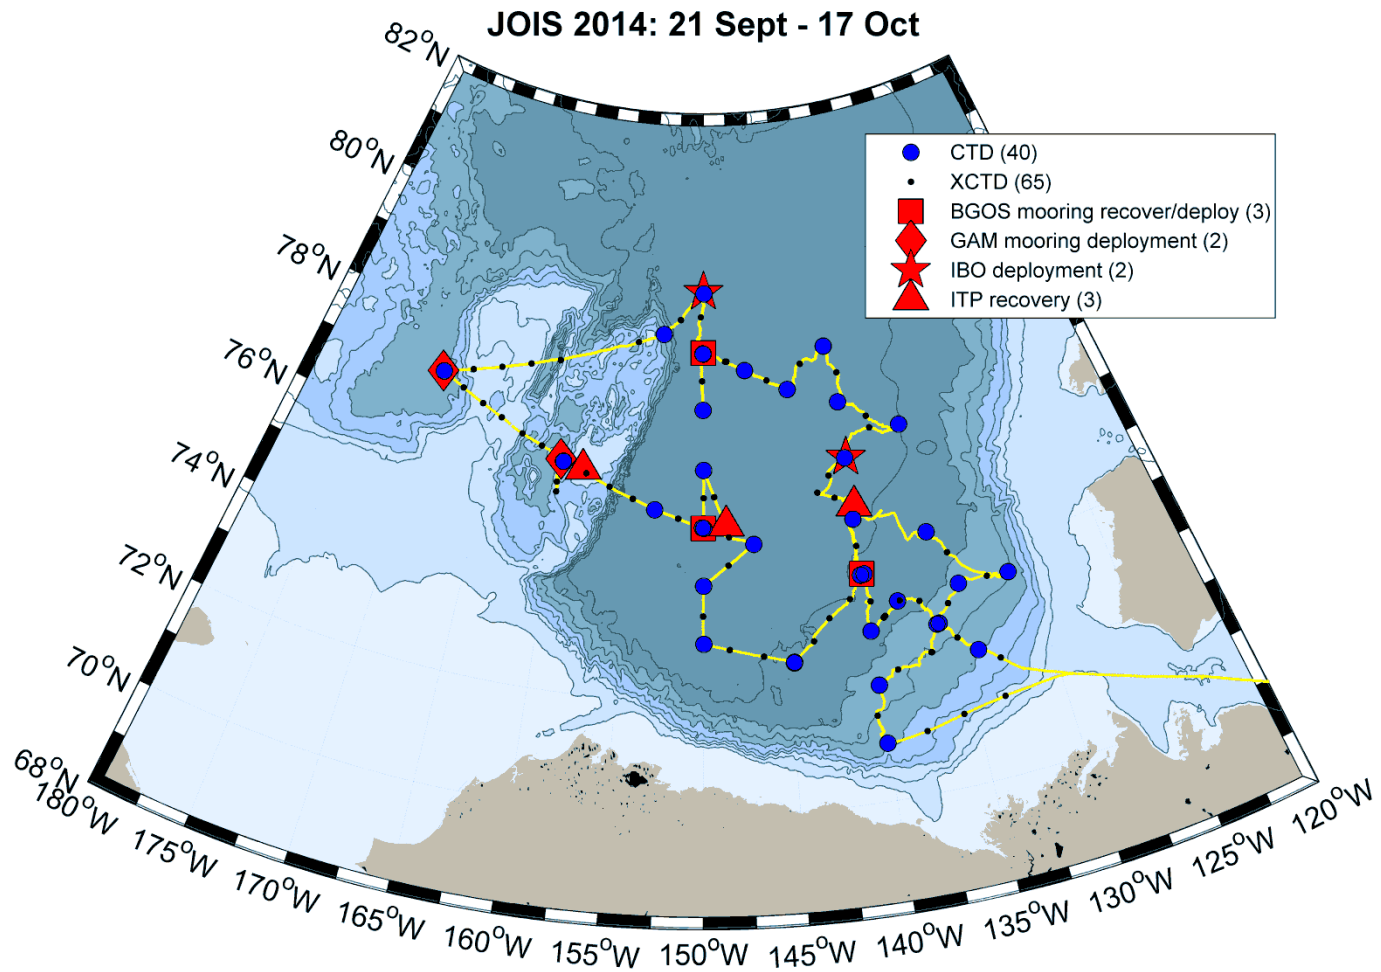 JOIS 2014: 21 Sept - 17 Oct
82°N
80°N
78°N
76°N
74°N
72°N
70°N
68°N
CTD (40)
XCTD (65)
BGOS mooring recover/deploy (3)
GAM mooring deployment (2)
IBO deployment (2)
ITP recovery (3)
180°W
175°W
170°W
165°W
160°W
155°W
150°W
145°W
140°W
135°W
130°W
125°W
120°W